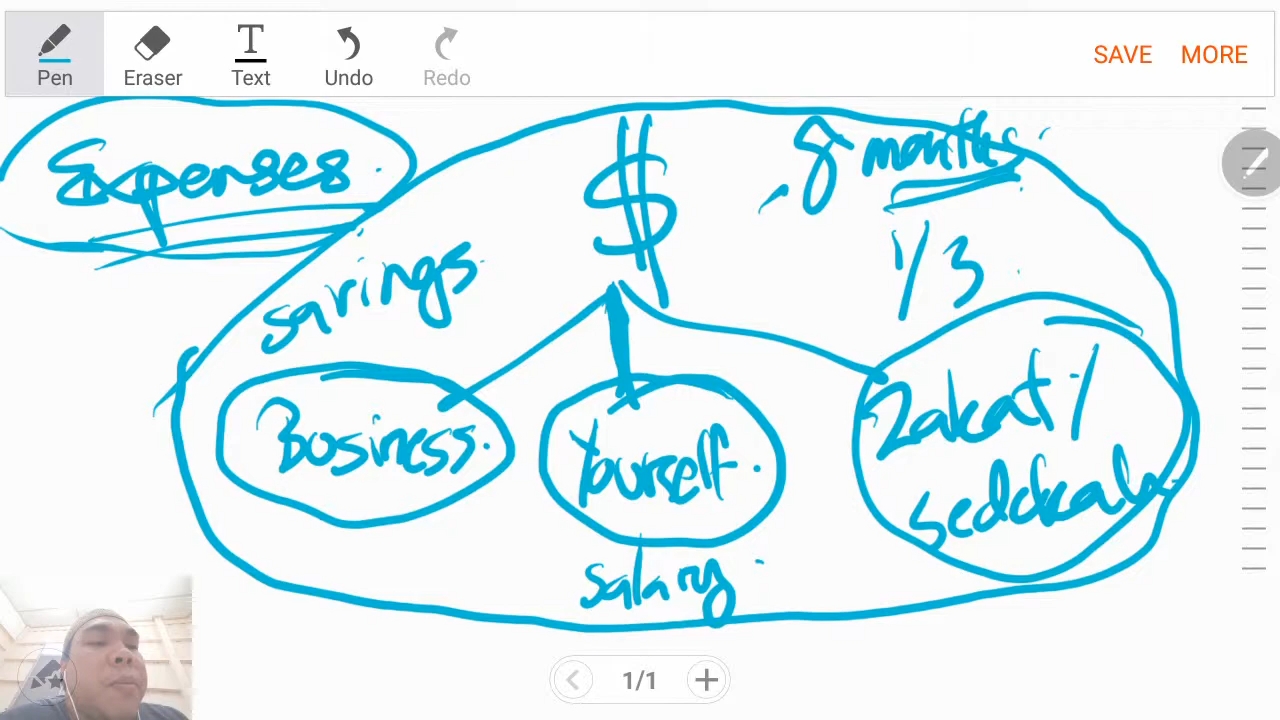 Pen
Eraser
T
Text
Undo
Redo
SAVE
MORE
Expenses.
$
8 months
1/3
savings
Business.
Yourself.
Zakat /
sedekah
salary
1/1